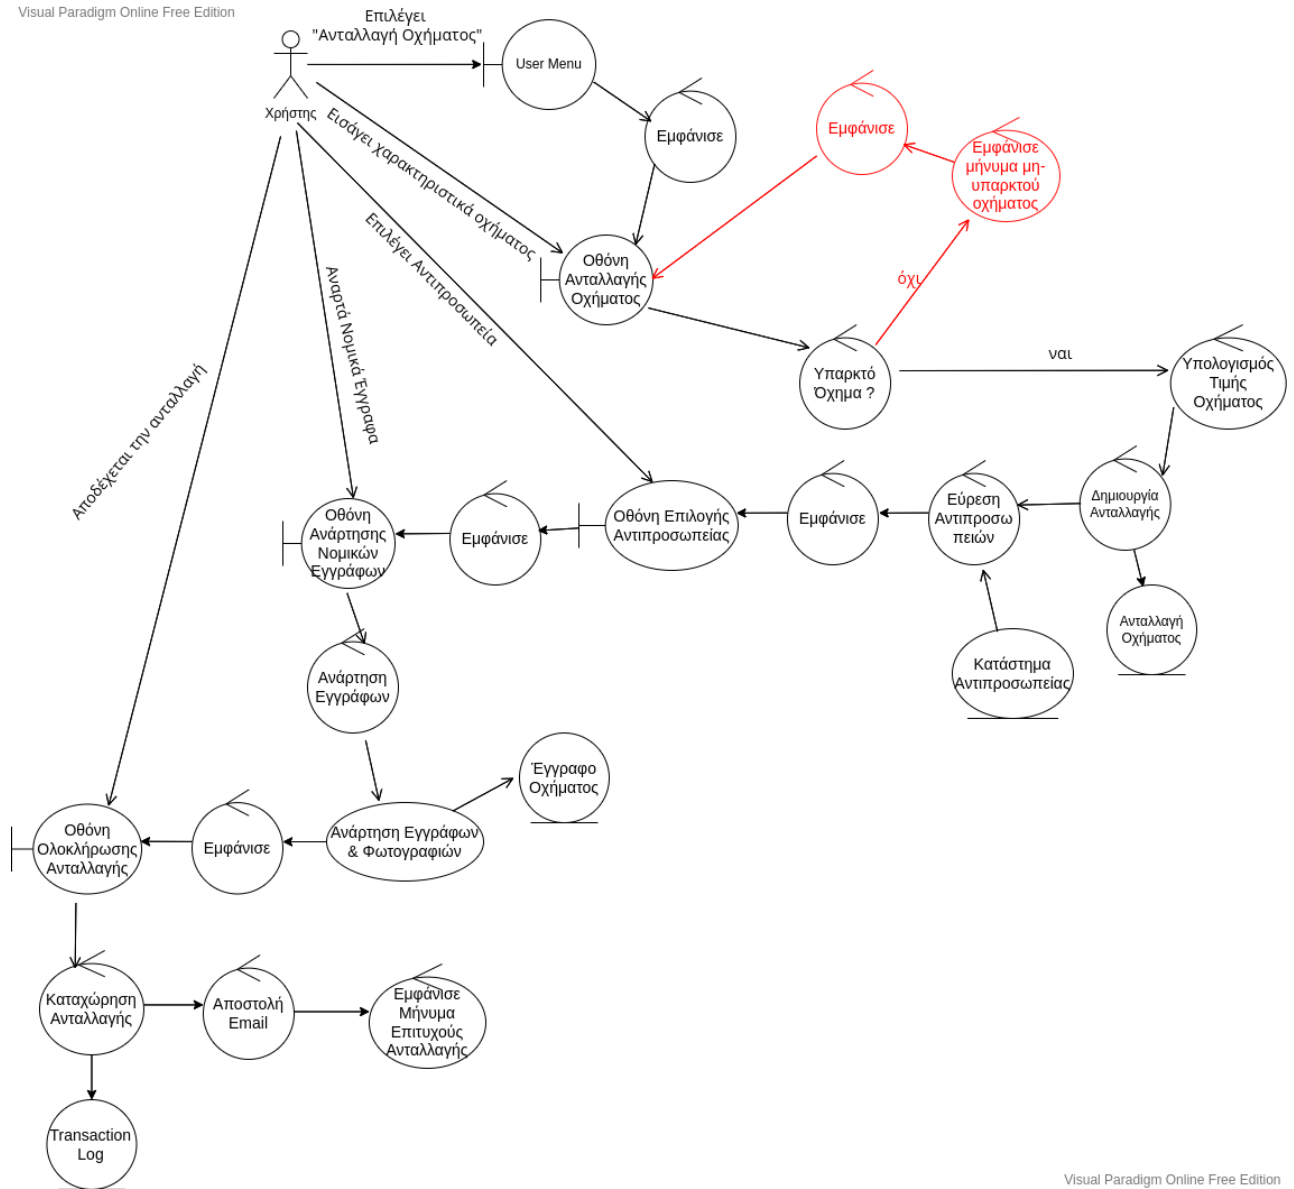 Visual Paradigm Online Free Edition
Επιλέγει
"Ανταλλαγή Οχήματος"
User Menu
Χρήστης
Εμφάνισε
Εμφάνισε
Εμφάνισε
μήνυμα μη-
υπαρκτού
οχήματος
Εισάγει χαρακτηριστικά οχήματος
Επιλέγει Αντιπροσωπεία
Αναρτά Νομικά Έγγραφα
Αποδέχεται την ανταλλαγή
Οθόνη
Ανταλλαγής
Οχήματος
όχι
Υπαρκτό
Όχημα ?
ναι
Υπολογισμός
Τιμής
Οχήματος
Οθόνη
Ανάρτησης
Νομικών
Εγγράφων
Εμφάνισε
Οθόνη Επιλογής
Αντιπροσωπείας
Εμφάνισε
Εύρεση
Αντιπροσω
πειών
Δημιουργία
Ανταλλαγής
Ανταλλαγή
Οχήματος
Κατάστημα
Αντιπροσωπείας
Ανάρτηση
Εγγράφων
Έγγραφο
Οχήματος
Οθόνη
Ολοκλήρωσης
Ανταλλαγής
Εμφάνισε
Ανάρτηση Εγγράφων
& Φωτογραφιών
Καταχώρηση
Ανταλλαγής
Αποστολή
Email
Εμφάνισε
Μήνυμα
Επιτυχούς
Ανταλλαγής
Transaction
Log
Visual Paradigm Online Free Edition